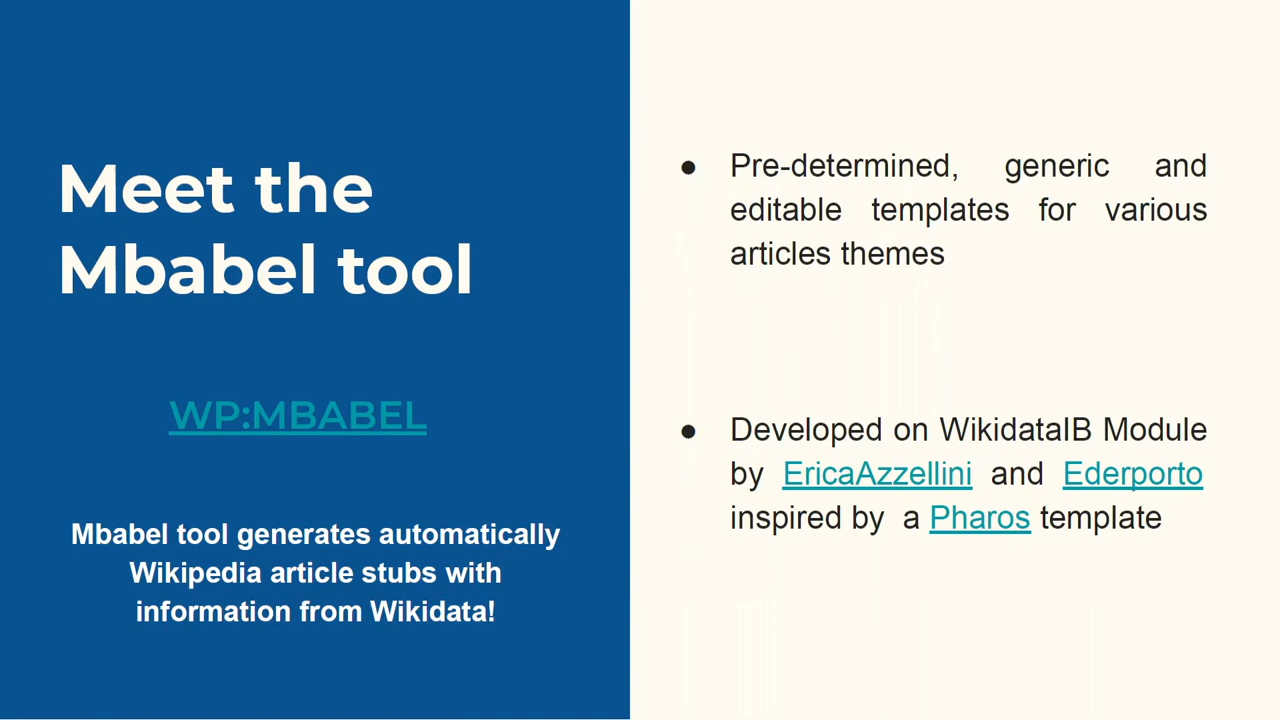 Meet the
Mbabel tool
WP:MBABEL
Mbabel tool generates automatically
Wikipedia article stubs with
information from Wikidata!
● Pre-determined, generic and
editable templates for various
articles themes
● Developed on WikidataIB Module
by EricaAzzellini and Ederporto
inspired by a Pharos template